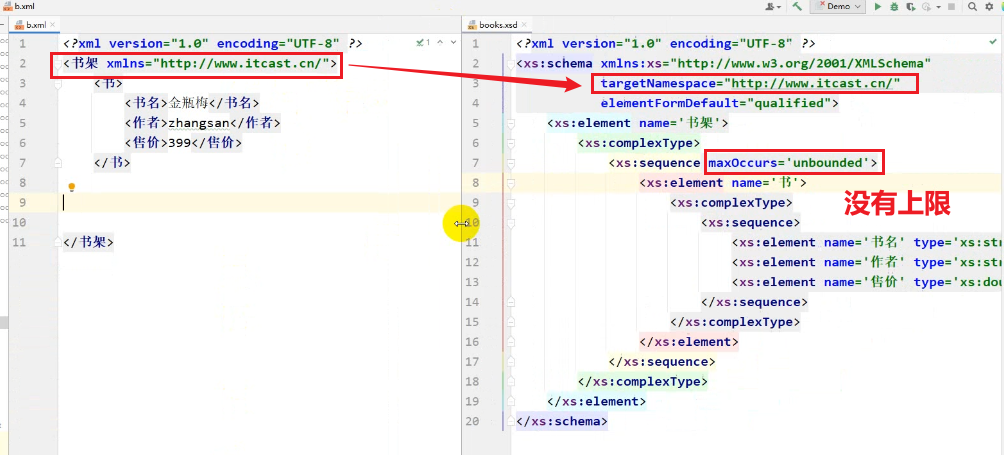 b.xml
Demo
b.xml
books.xsd
1 <?xml version="1.0" encoding="UTF-8" ?>
2 <书架 xmlns="http://www.itcast.cn/">
3 <书>
4 <书名>金瓶梅</书名>
5 <作者>zhangsan</作者>
6 <售价>399</售价>
7 </书>
8
9
10
11 </书架>
1
1 <?xml version="1.0" encoding="UTF-8" ?>
2 <xs:schema xmlns:xs="http://www.w3.org/2001/XMLSchema"
3 targetNamespace="http://www.itcast.cn/"
4 elementFormDefault="qualified">
5 <xs:element name='书架'>
6 <xs:complexType>
7 <xs:sequence maxOccurs='unbounded'>
8 <xs:element name='书'>
9 <xs:complexType>
没有上限
10 <xs:sequence>
11 <xs:element name='书名' type='xs:str
12 <xs:element name='作者' type='xs:str
13 <xs:element name='售价' type='xs:dou
14 </xs:sequence>
15 </xs:complexType>
16 </xs:element>
17 </xs:sequence>
18 </xs:complexType>
19 </xs:element>
20 </xs:schema>